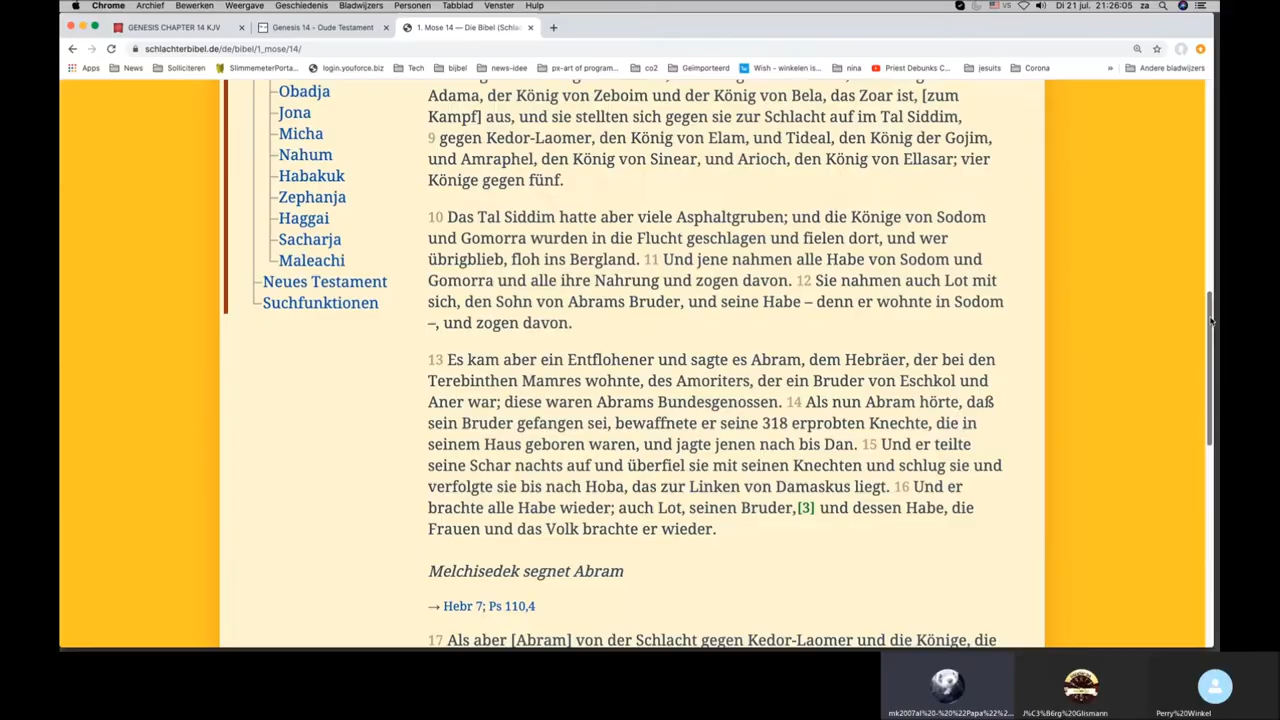 Chrome Archief Bewerken Weergave Geschiedenis Bladwijzers Personen Tabblad Venster Help US Di 21 jul. 21:26:05 za
GENESIS CHAPTER 14 KJV × Genesis 14 - Oude Testament × 1. Mose 14 — Die Bibel (Schla ×
schlachterbibel.de/de/bibel/1_mose/14/
Apps News Solliciteren SlimmemeterPorta... login.youforce.biz Tech bijbel news-idee px-art of program... co2 Geïmporteerd Wish - winkelen is... nina Priest Debunks C... jesuits Corona » Andere bladwijzers
Obadja
Jona
Micha
Nahum
Habakuk
Zephanja
Haggai
Sacharja
Maleachi
Neues Testament
Suchfunktionen
Adama, der König von Zeboim und der König von Bela, das Zoar ist, [zum
Kampf] aus, und sie stellten sich gegen sie zur Schlacht auf im Tal Siddim,
9 gegen Kedor-Laomer, den König von Elam, und Tideal, den König der Gojim,
und Amraphel, den König von Sinear, und Arioch, den König von Ellasar; vier
Könige gegen fünf.
10 Das Tal Siddim hatte aber viele Asphaltgruben; und die Könige von Sodom
und Gomorra wurden in die Flucht geschlagen und fielen dort, und wer
übrigblieb, floh ins Bergland. 11 Und jene nahmen alle Habe von Sodom und
Gomorra und alle ihre Nahrung und zogen davon. 12 Sie nahmen auch Lot mit
sich, den Sohn von Abrams Bruder, und seine Habe – denn er wohnte in Sodom
–, und zogen davon.
13 Es kam aber ein Entflohener und sagte es Abram, dem Hebräer, der bei den
Terebinthen Mamres wohnte, des Amoriters, der ein Bruder von Eschkol und
Aner war; diese waren Abrams Bundesgenossen. 14 Als nun Abram hörte, daß
sein Bruder gefangen sei, bewaffnete er seine 318 erprobten Knechte, die in
seinem Haus geboren waren, und jagte jenen nach bis Dan. 15 Und er teilte
seine Schar nachts auf und überfiel sie mit seinen Knechten und schlug sie und
verfolgte sie bis nach Hoba, das zur Linken von Damaskus liegt. 16 Und er
brachte alle Habe wieder; auch Lot, seinen Bruder,[3] und dessen Habe, die
Frauen und das Volk brachte er wieder.
Melchisedek segnet Abram
→ Hebr 7; Ps 110,4
17 Als aber [Abram] von der Schlacht gegen Kedor-Laomer und die Könige, die
mk2007al%20-%20%22Papa%22%2... J%C3%B6rg%20Glismann Perry%20Winkel